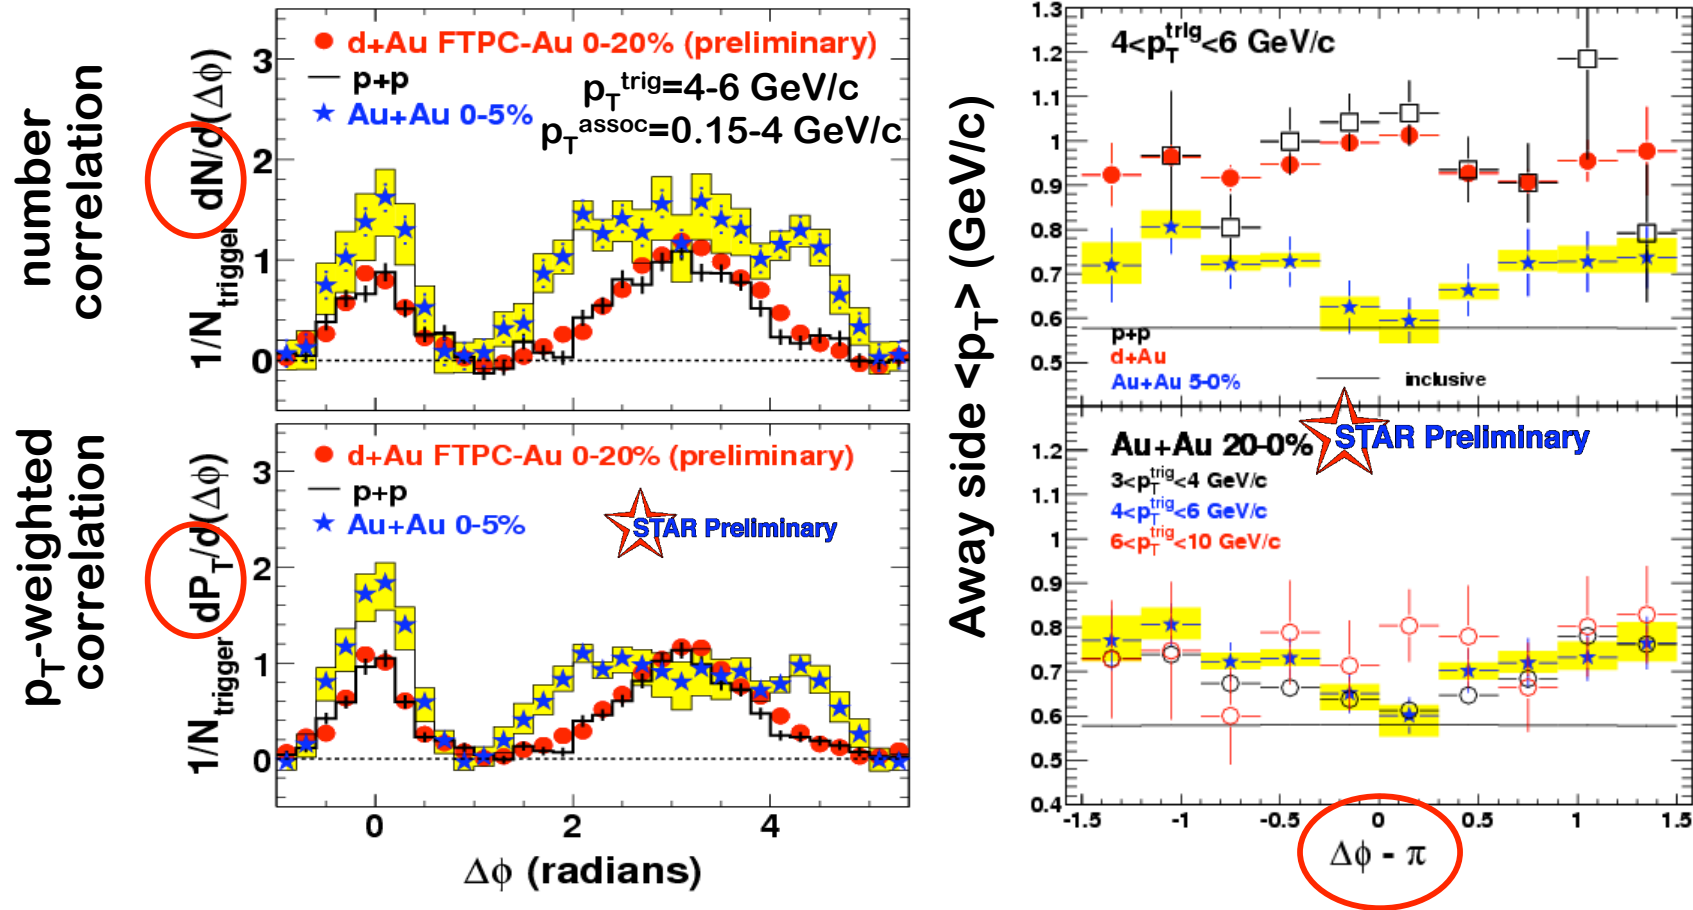 number
correlation
1/N_trigger dN/d(Δϕ)
3
2
1
0
d+Au FTPC-Au 0-20% (preliminary)
p+p
Au+Au 0-5%
p_T^trig=4-6 GeV/c
p_T^assoc=0.15-4 GeV/c
p_T-weighted
correlation
1/N_trigger dP_T/d(Δϕ)
3
2
1
0
d+Au FTPC-Au 0-20% (preliminary)
p+p
Au+Au 0-5%
STAR Preliminary
0 2 4
Δϕ (radians)
Away side <p_T> (GeV/c)
1.3
1.2
1.1
1
0.9
0.8
0.7
0.6
0.5
4<p_T^trig<6 GeV/c
p+p
d+Au
Au+Au 5-0%
inclusive
1.2
1.1
1
0.9
0.8
0.7
0.6
0.5
0.4
Au+Au 20-0%
STAR Preliminary
3<p_T^trig<4 GeV/c
4<p_T^trig<6 GeV/c
6<p_T^trig<10 GeV/c
-1.5 -1 -0.5 0 0.5 1 1.5
Δϕ - π